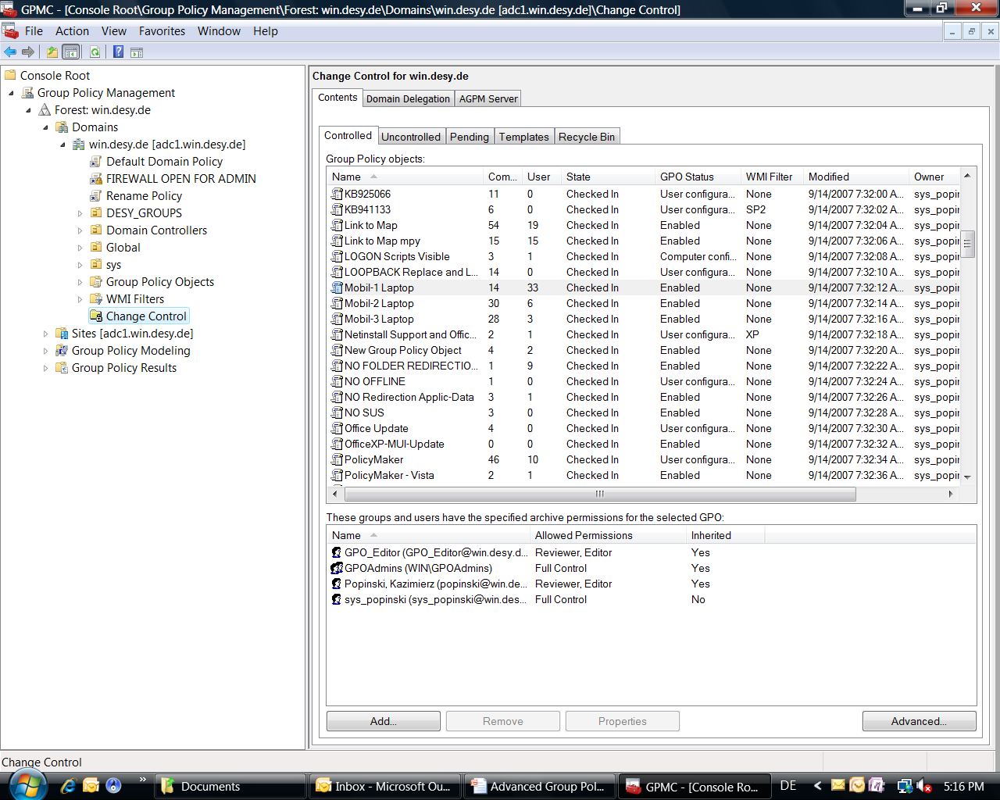 GPMC - [Console Root\Group Policy Management\Forest: win.desy.de\Domains\win.desy.de [adc1.win.desy.de]\Change Control]
File Action View Favorites Window Help
Console Root
Group Policy Management
Forest: win.desy.de
Domains
win.desy.de [adc1.win.desy.de]
Default Domain Policy
FIREWALL OPEN FOR ADMIN
Rename Policy
DESY_GROUPS
Domain Controllers
Global
sys
Group Policy Objects
WMI Filters
Change Control
Sites [adc1.win.desy.de]
Group Policy Modeling
Group Policy Results
Change Control for win.desy.de
Contents Domain Delegation AGPM Server
Controlled Uncontrolled Pending Templates Recycle Bin
Group Policy objects:
Name Com... User State GPO Status WMI Filter Modified Owner
KB925066 11 0 Checked In User configura... None 9/14/2007 7:32:00 A... sys_popin
KB941133 6 0 Checked In User configura... SP2 9/14/2007 7:32:02 A... sys_popin
Link to Map 54 19 Checked In Enabled None 9/14/2007 7:32:04 A... sys_popin
Link to Map mpy 15 15 Checked In Enabled None 9/14/2007 7:32:06 A... sys_popin
LOGON Scripts Visible 3 1 Checked In Computer confi... None 9/14/2007 7:32:08 A... sys_popin
LOOPBACK Replace and L... 14 0 Checked In User configura... None 9/14/2007 7:32:10 A... sys_popin
Mobil-1 Laptop 14 33 Checked In Enabled None 9/14/2007 7:32:12 A... sys_popin
Mobil-2 Laptop 30 6 Checked In Enabled None 9/14/2007 7:32:14 A... sys_popin
Mobil-3 Laptop 28 3 Checked In Enabled None 9/14/2007 7:32:16 A... sys_popin
Netinstall Support and Offic... 2 1 Checked In User configura... XP 9/14/2007 7:32:18 A... sys_popin
New Group Policy Object 4 2 Checked In Enabled None 9/14/2007 7:32:20 A... sys_popin
NO FOLDER REDIRECTIO... 1 9 Checked In Enabled None 9/14/2007 7:32:22 A... sys_popin
NO OFFLINE 1 0 Checked In User configura... None 9/14/2007 7:32:24 A... sys_popin
NO Redirection Applic-Data 3 1 Checked In Enabled None 9/14/2007 7:32:26 A... sys_popin
NO SUS 3 0 Checked In Enabled None 9/14/2007 7:32:28 A... sys_popin
Office Update 4 0 Checked In User configura... None 9/14/2007 7:32:30 A... sys_popin
OfficeXP-MUI-Update 0 0 Checked In Enabled None 9/14/2007 7:32:32 A... sys_popin
PolicyMaker 46 10 Checked In User configura... None 9/14/2007 7:32:34 A... sys_popin
PolicyMaker - Vista 2 1 Checked In Enabled None 9/14/2007 7:32:36 A... sys_popin
These groups and users have the specified archive permissions for the selected GPO:
Name Allowed Permissions Inherited
GPO_Editor (GPO_Editor@win.desy.d... Reviewer, Editor Yes
GPOAdmins (WIN\GPOAdmins) Full Control Yes
Popinski, Kazimierz (popinski@win.de... Reviewer, Editor Yes
sys_popinski (sys_popinski@win.des... Full Control No
Add... Remove Properties Advanced...
Change Control
Documents Inbox - Microsoft Ou... Advanced Group Pol... GPMC - [Console Ro... DE 5:16 PM